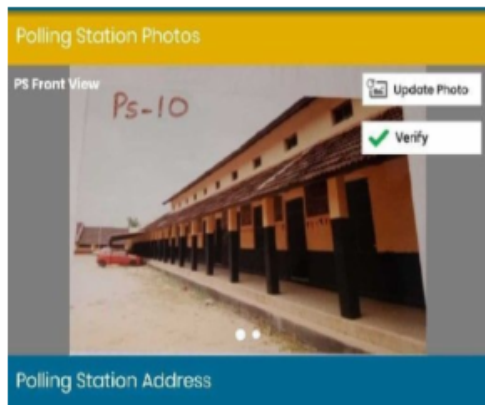 Polling Station Photos
PS Front View
Update Photo
Ps-10
Verify
Polling Station Address